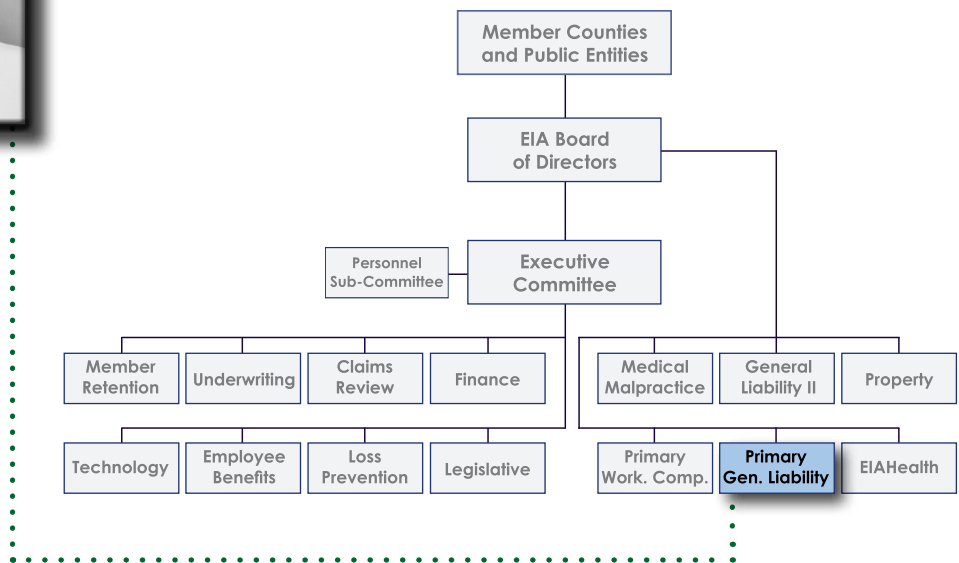 Member Counties
and Public Entities
EIA Board
of Directors
Personnel
Sub-Committee
Executive
Committee
Member
Retention
Underwriting
Claims
Review
Finance
Medical
Malpractice
General
Liability II
Property
Technology
Employee
Benefits
Loss
Prevention
Legislative
Primary
Work. Comp.
Primary
Gen. Liability
EIAHealth